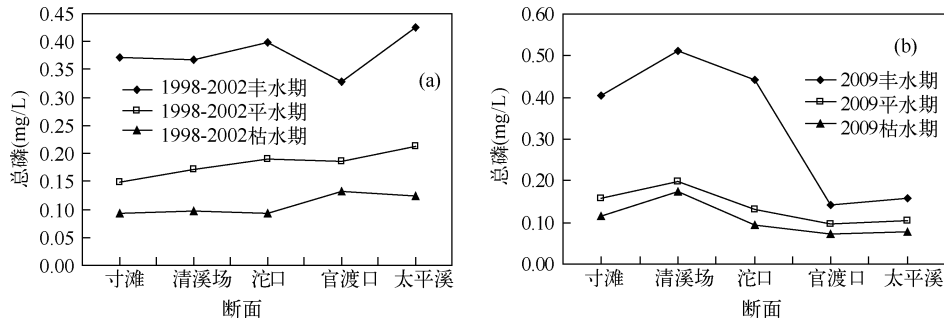 0.45
0.40
0.35
0.30
0.25
0.20
0.15
0.10
0.05
0.00
总磷(mg/L)
(a)
1998-2002丰水期
1998-2002平水期
1998-2002枯水期
寸滩 清溪场 沱口 官渡口 太平溪
断面
0.60
0.50
0.40
0.30
0.20
0.10
0.00
总磷(mg/L)
(b)
2009丰水期
2009平水期
2009枯水期
寸滩 清溪场 沱口 官渡口 太平溪
断面